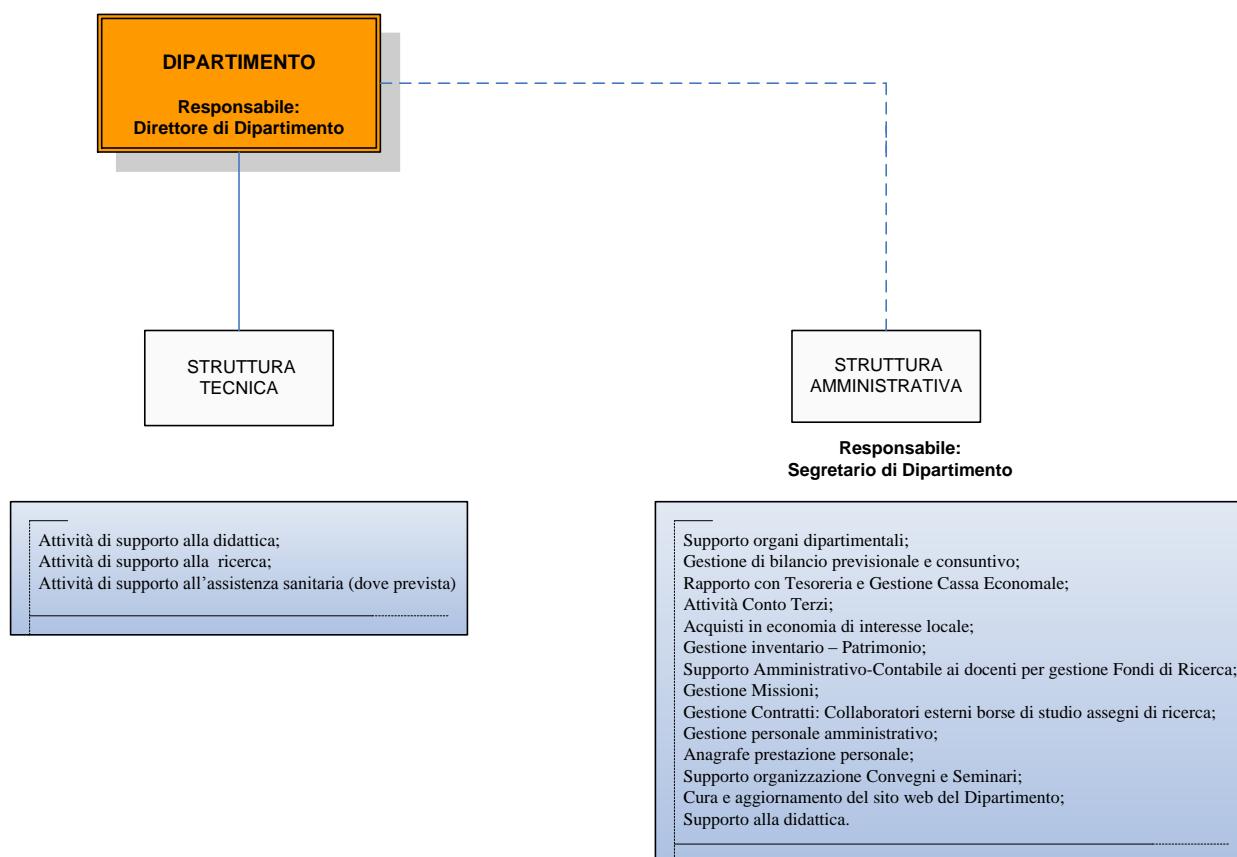 DIPARTIMENTO
Responsabile:
Direttore di Dipartimento
STRUTTURA
TECNICA
STRUTTURA
AMMINISTRATIVA
Responsabile:
Segretario di Dipartimento
Attività di supporto alla didattica;
Attività di supporto alla ricerca;
Attività di supporto all'assistenza sanitaria (dove prevista)
Supporto organi dipartimentali;
Gestione di bilancio previsionale e consuntivo;
Rapporto con Tesoreria e Gestione Cassa Economale;
Attività Conto Terzi;
Acquisti in economia di interesse locale;
Gestione inventario – Patrimonio;
Supporto Amministrativo-Contabile ai docenti per gestione Fondi di Ricerca;
Gestione Missioni;
Gestione Contratti: Collaboratori esterni borse di studio assegni di ricerca;
Gestione personale amministrativo;
Anagrafe prestazione personale;
Supporto organizzazione Convegni e Seminari;
Cura e aggiornamento del sito web del Dipartimento;
Supporto alla didattica.